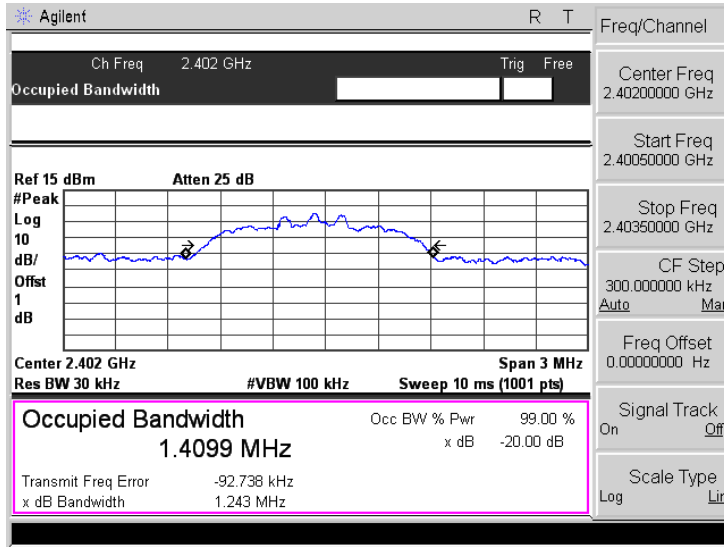 Agilent R T
Freq/Channel
Ch Freq 2.402 GHz Trig Free
Occupied Bandwidth
Center Freq
2.40200000 GHz
Start Freq
2.40050000 GHz
Stop Freq
2.40350000 GHz
CF Step
300.000000 kHz
Auto Mar
Freq Offset
0.00000000 Hz
Signal Track
On Off
Scale Type
Log Lin
Ref 15 dBm Atten 25 dB
#Peak
Log
10
dB/
Offst
1
dB
Center 2.402 GHz Span 3 MHz
Res BW 30 kHz #VBW 100 kHz Sweep 10 ms (1001 pts)
Occupied Bandwidth Occ BW % Pwr 99.00 %
1.4099 MHz x dB -20.00 dB
Transmit Freq Error -92.738 kHz
x dB Bandwidth 1.243 MHz